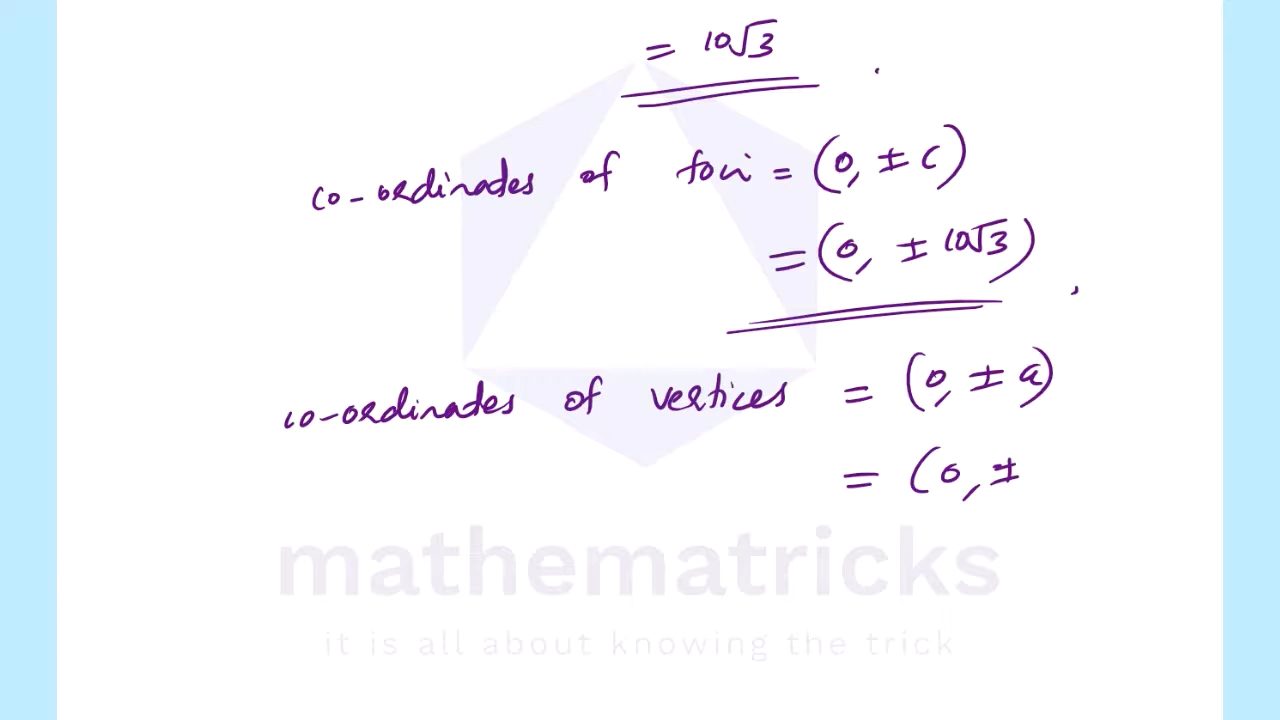 = 10√3
co-ordinates of foci = (0, ± c)
= (0, ± 10√3)
co-ordinates of vertices = (0, ± a)
= (0, ±
mathematricks
it is all about knowing the trick